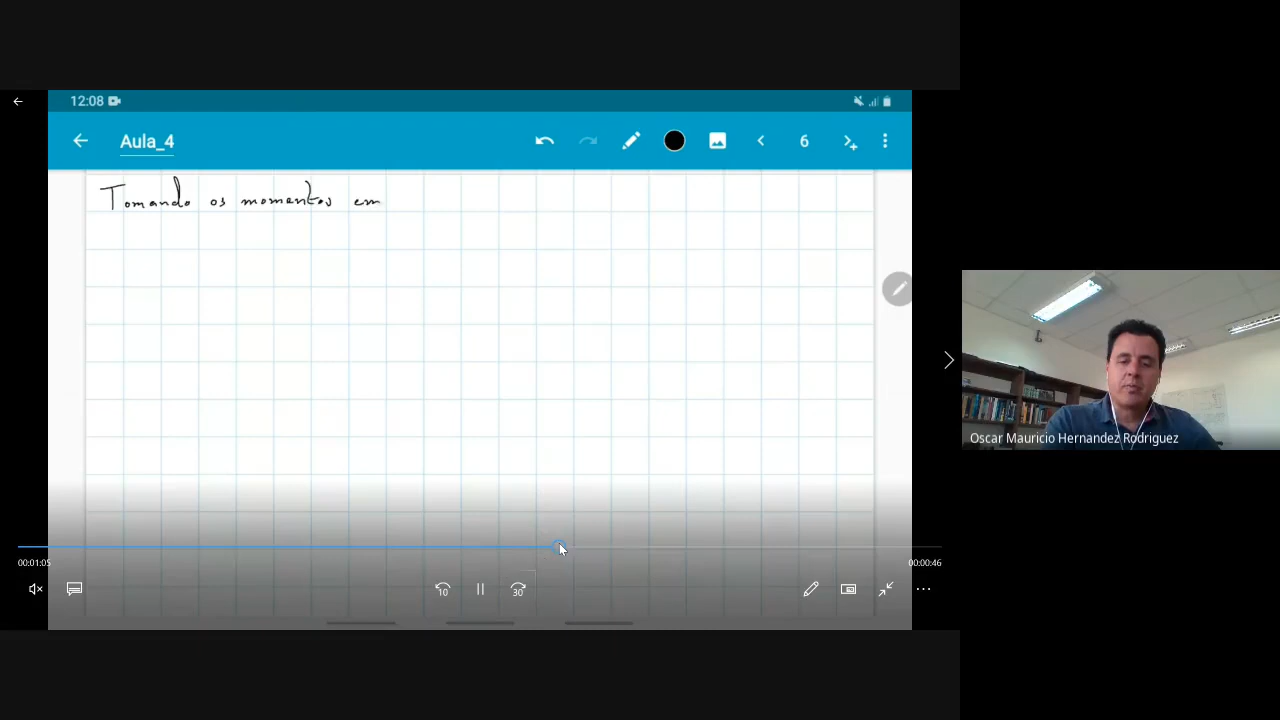 12:08
Aula_4
6
Tomando os momentos em
Oscar Mauricio Hernandez Rodriguez
00:01:05
00:00:46
10
30